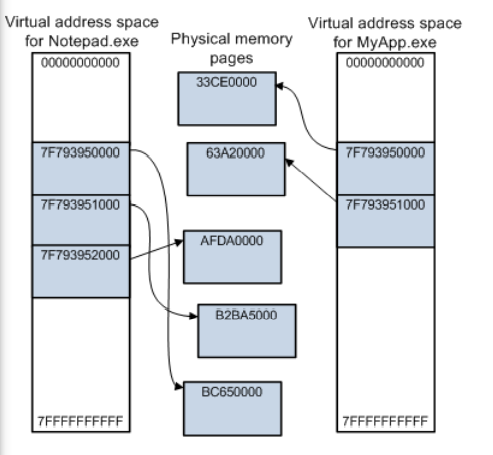 Virtual address space
for Notepad.exe
00000000000
7F793950000
7F793951000
7F793952000
7FFFFFFFFFF
Physical memory
pages
33CE0000
63A20000
AFDA0000
B2BA5000
BC650000
Virtual address space
for MyApp.exe
00000000000
7F793950000
7F793951000
7FFFFFFFFFF